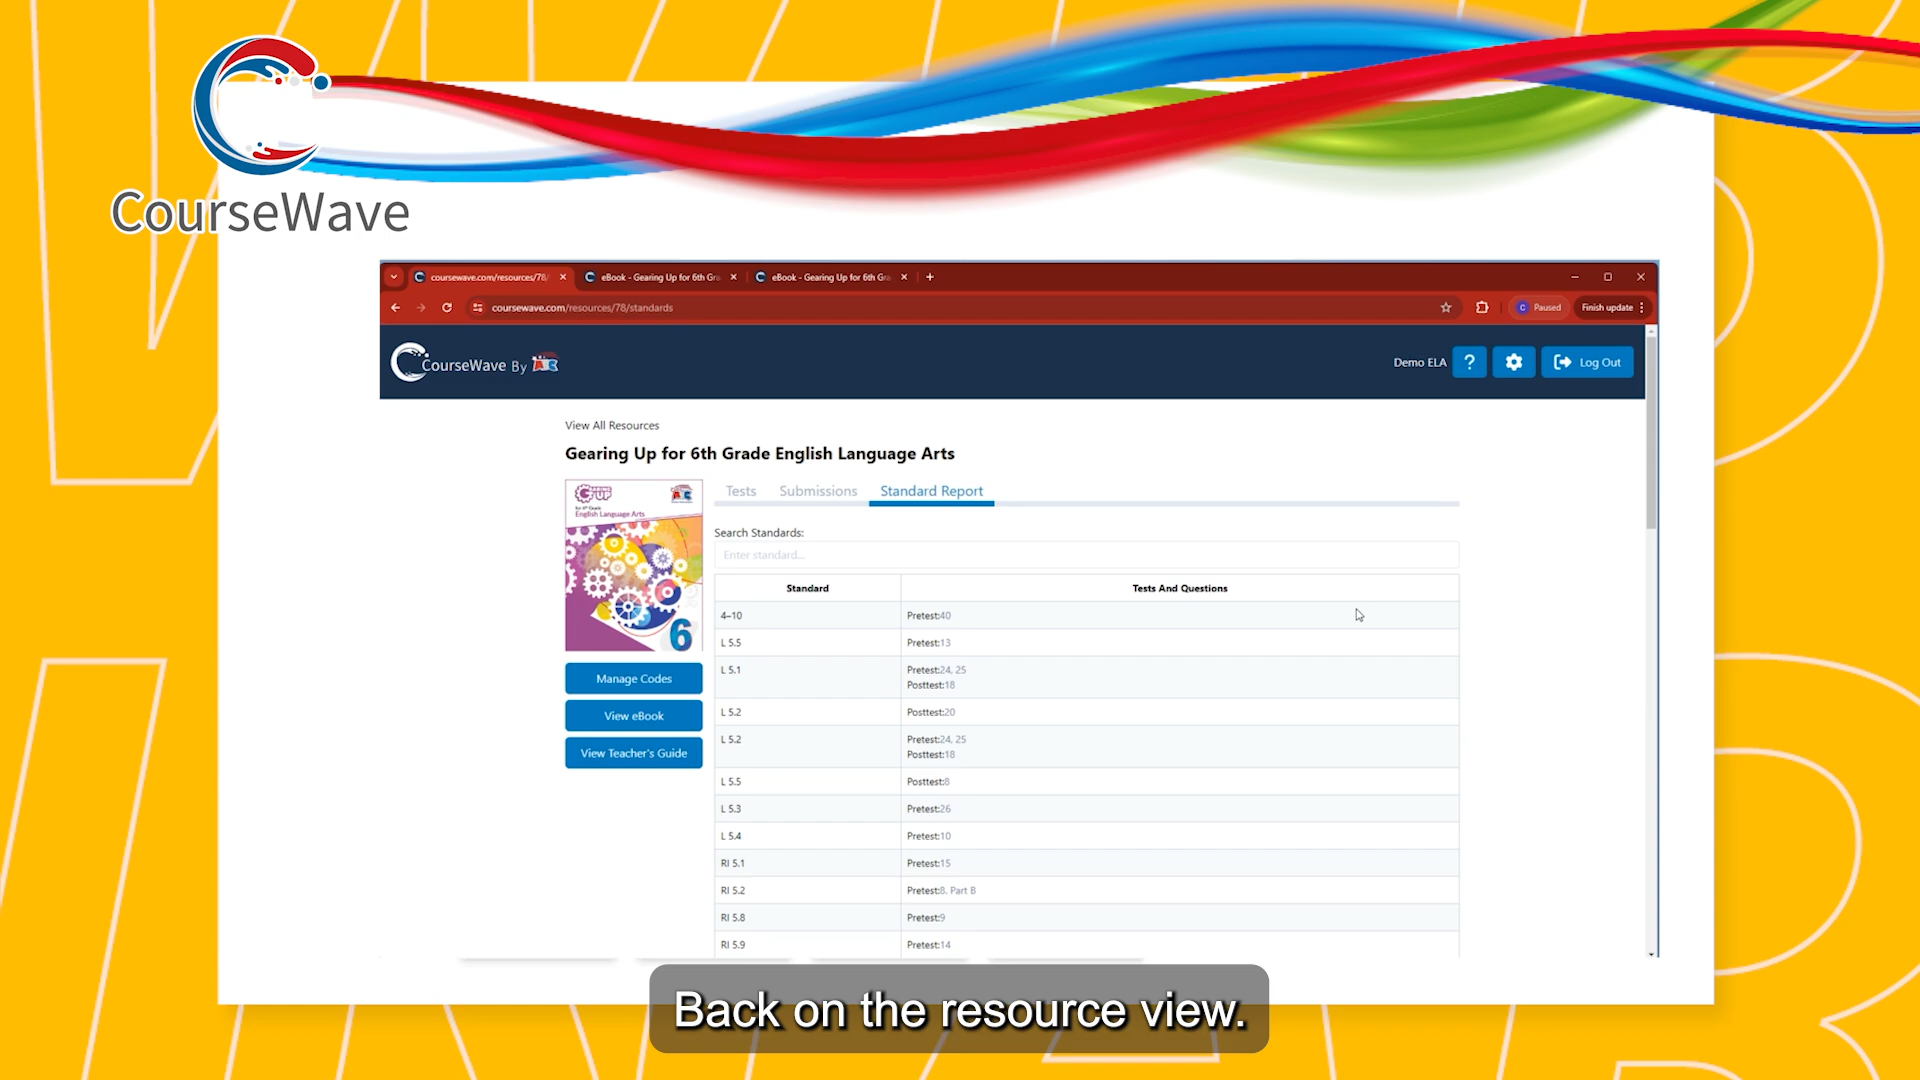 CourseWave
coursewave.com/resources/78/
eBook - Gearing Up for 6th Gra
eBook - Gearing Up for 6th Gra
coursewave.com/resources/78/standards
C Paused
Finish update
CourseWave By ABC
Demo ELA
?
Log Out
View All Resources
Gearing Up for 6th Grade English Language Arts
Tests
Submissions
Standard Report
English Language Arts
6
Manage Codes
View eBook
View Teacher's Guide
Search Standards:
Enter standard...
Standard
Tests And Questions
4–10
Pretest:40
L 5.5
Pretest:13
L 5.1
Pretest:24, 25
Posttest:18
L 5.2
Posttest:20
L 5.2
Pretest:24, 25
Posttest:18
L 5.5
Posttest:8
L 5.3
Pretest:26
L 5.4
Pretest:10
RI 5.1
Pretest:15
RI 5.2
Pretest:8. Part B
RI 5.8
Pretest:9
RI 5.9
Pretest:14
Back on the resource view.